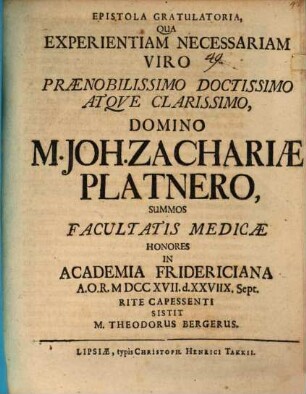 EPISTOLA GRATULATORIA,
QUA
EXPERIENTIAM NECESSARIAM
VIRO
PRÆNOBILISSIMO DOCTISSIMO
ATQVE CLARISSIMO,
DOMINO
M. JOH. ZACHARIÆ
PLATNERO,
SUMMOS
FACULTATIS MEDICÆ
HONORES
IN
ACADEMIA FRIDERICIANA
A.O.R. M DCC XVII. d. XXVIIX. Sept.
RITE CAPESSENTI
SISTIT
M. THEODORUS BERGERUS.
LIPSIÆ, typis CHRISTOPH. HENRICI TAKKII.